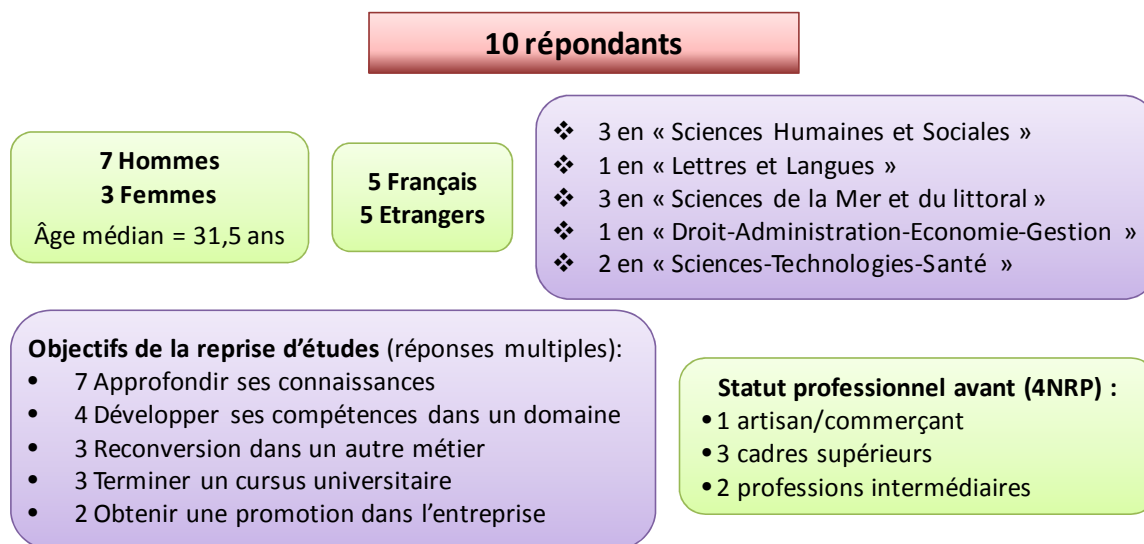 10 répondants
7 Hommes
3 Femmes
Âge médian = 31,5 ans
5 Français
5 Etrangers
❖ 3 en « Sciences Humaines et Sociales »
❖ 1 en « Lettres et Langues »
❖ 3 en « Sciences de la Mer et du littoral »
❖ 1 en « Droit-Administration-Economie-Gestion »
❖ 2 en « Sciences-Technologies-Santé »
Objectifs de la reprise d’études (réponses multiples):
• 7 Approfondir ses connaissances
• 4 Développer ses compétences dans un domaine
• 3 Reconversion dans un autre métier
• 3 Terminer un cursus universitaire
• 2 Obtenir une promotion dans l’entreprise
Statut professionnel avant (4NRP) :
• 1 artisan/commerçant
• 3 cadres supérieurs
• 2 professions intermédiaires